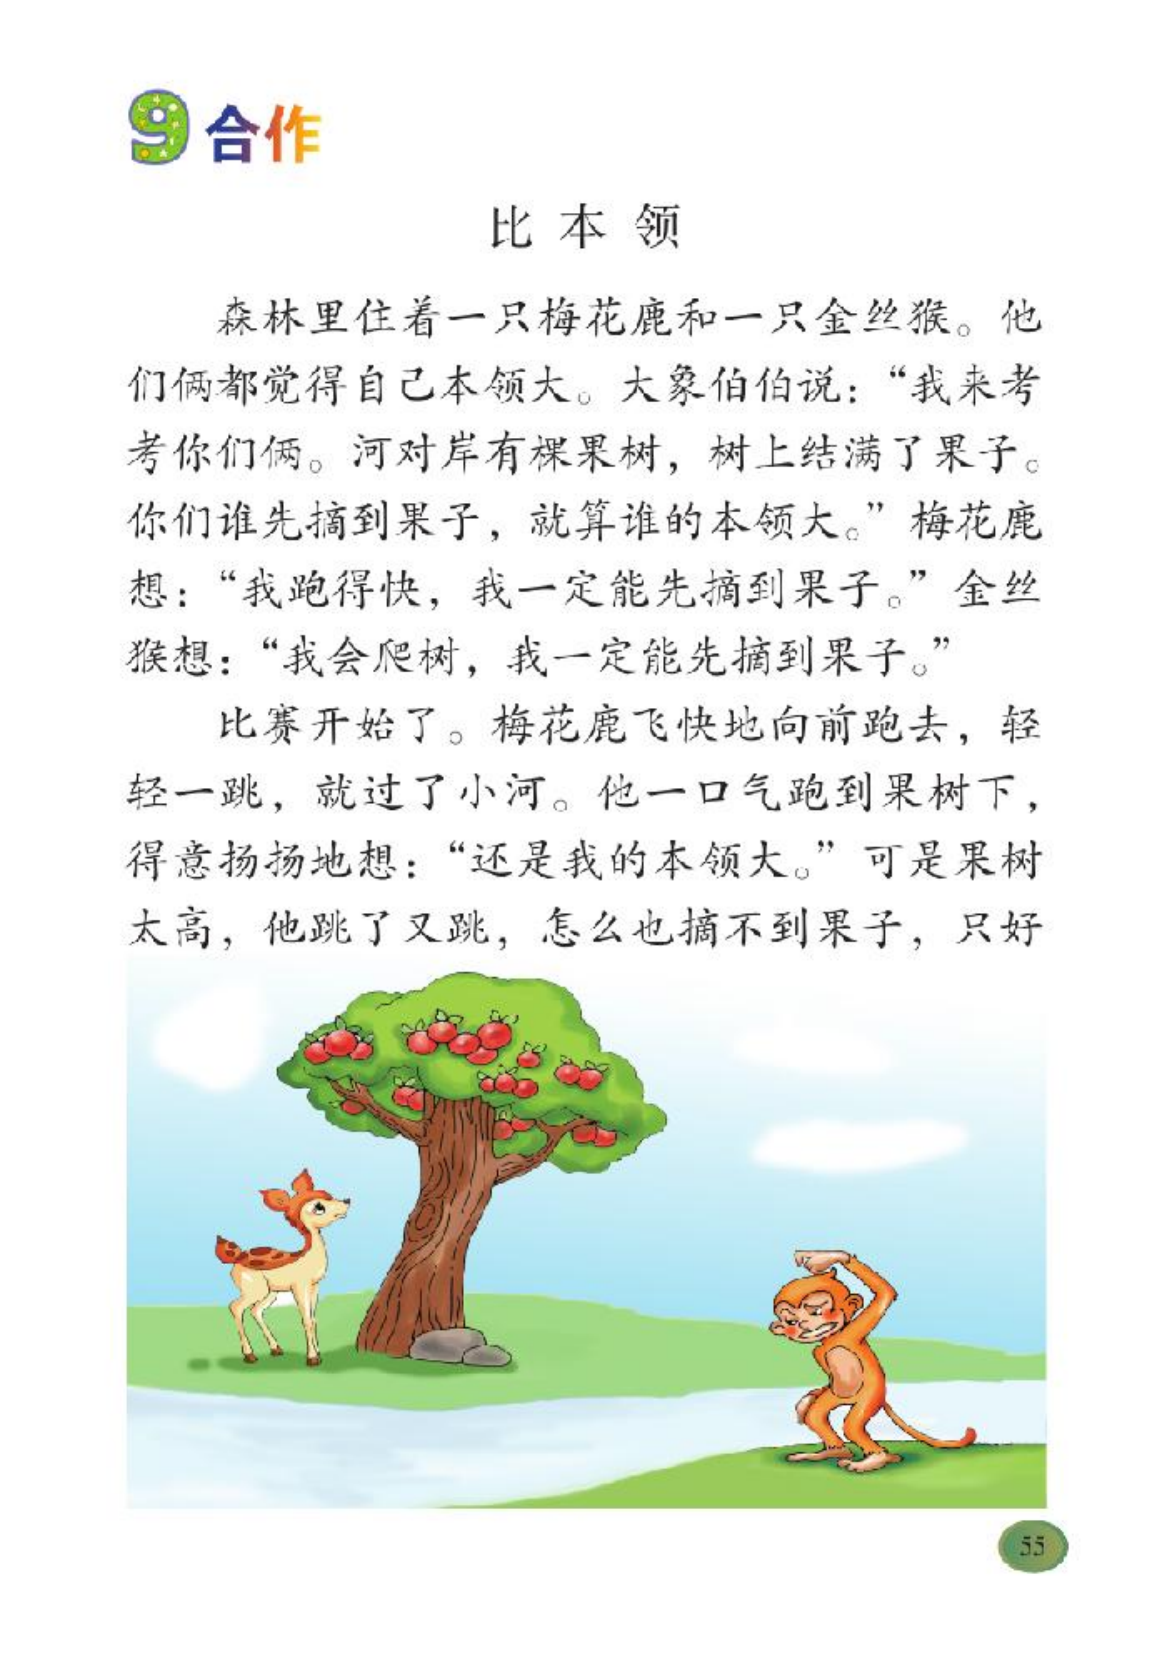 9 合作
比本领
森林里住着一只梅花鹿和一只金丝猴。他
们俩都觉得自己本领大。大象伯伯说：“我来考
考你们俩。河对岸有棵果树，树上结满了果子。
你们谁先摘到果子，就算谁的本领大。”梅花鹿
想：“我跑得快，我一定能先摘到果子。”金丝
猴想：“我会爬树，我一定能先摘到果子。”
比赛开始了。梅花鹿飞快地向前跑去，轻
轻一跳，就过了小河。他一口气跑到果树下，
得意扬扬地想：“还是我的本领大。”可是果树
太高，他跳了又跳，怎么也摘不到果子，只好
55